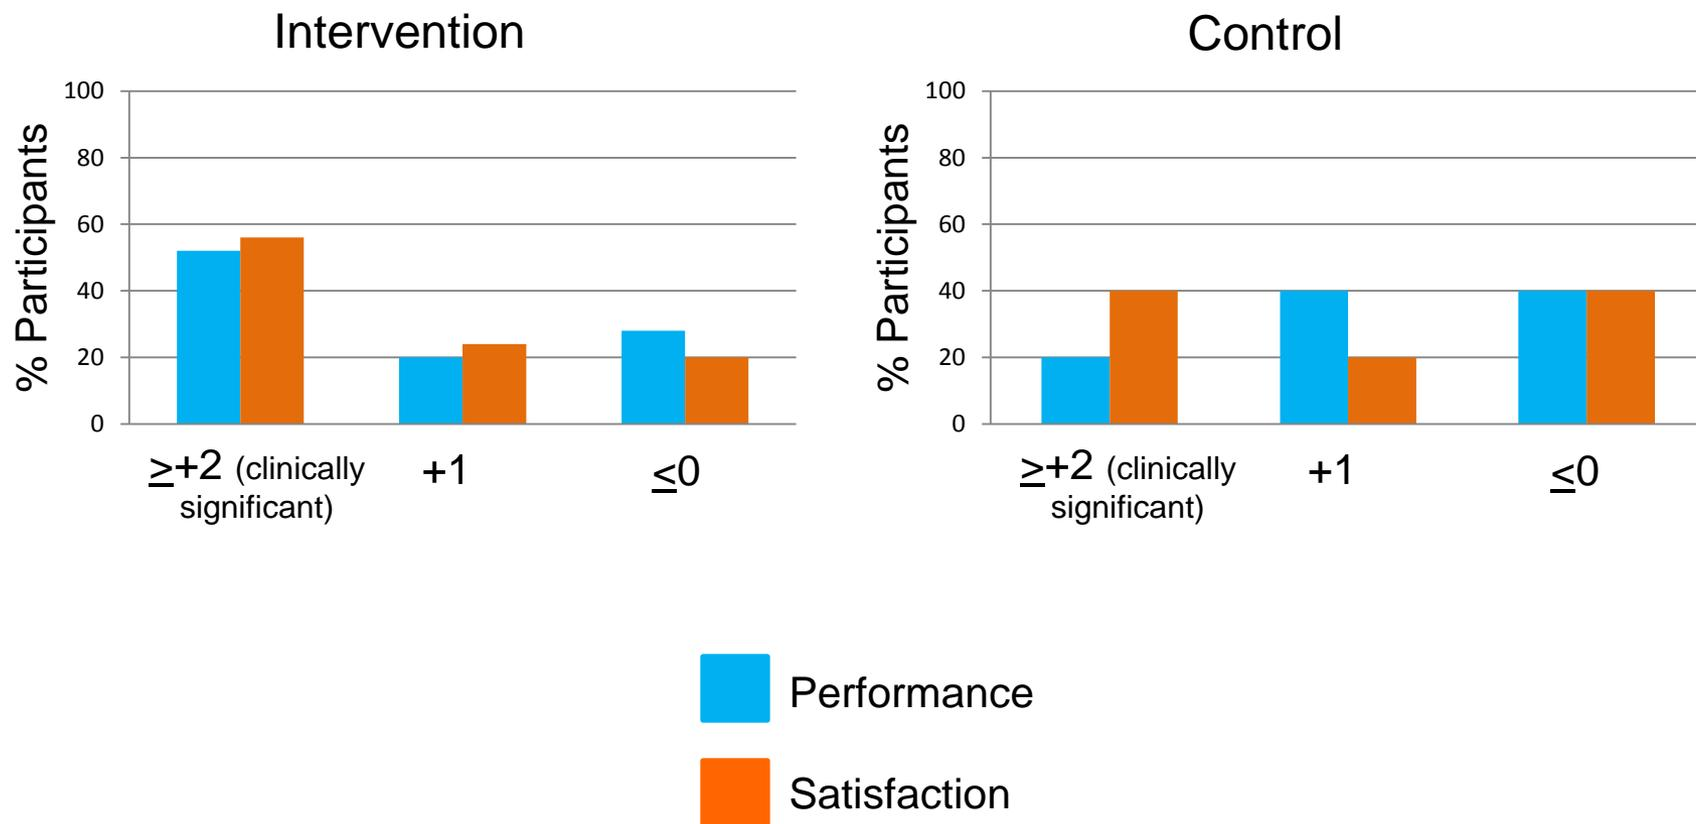 Intervention
Control
% Participants
100
80
60
40
20
0
≥+2 (clinically
significant)
+1
≤0
% Participants
100
80
60
40
20
0
≥+2 (clinically
significant)
+1
≤0
Performance
Satisfaction